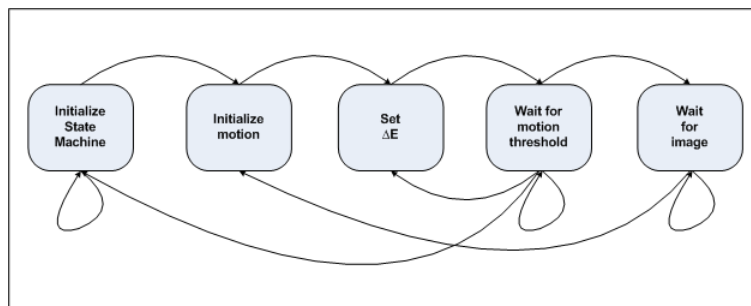 Initialize
State
Machine
Initialize
motion
Set
ΔE
Wait for
motion
threshold
Wait
for
image